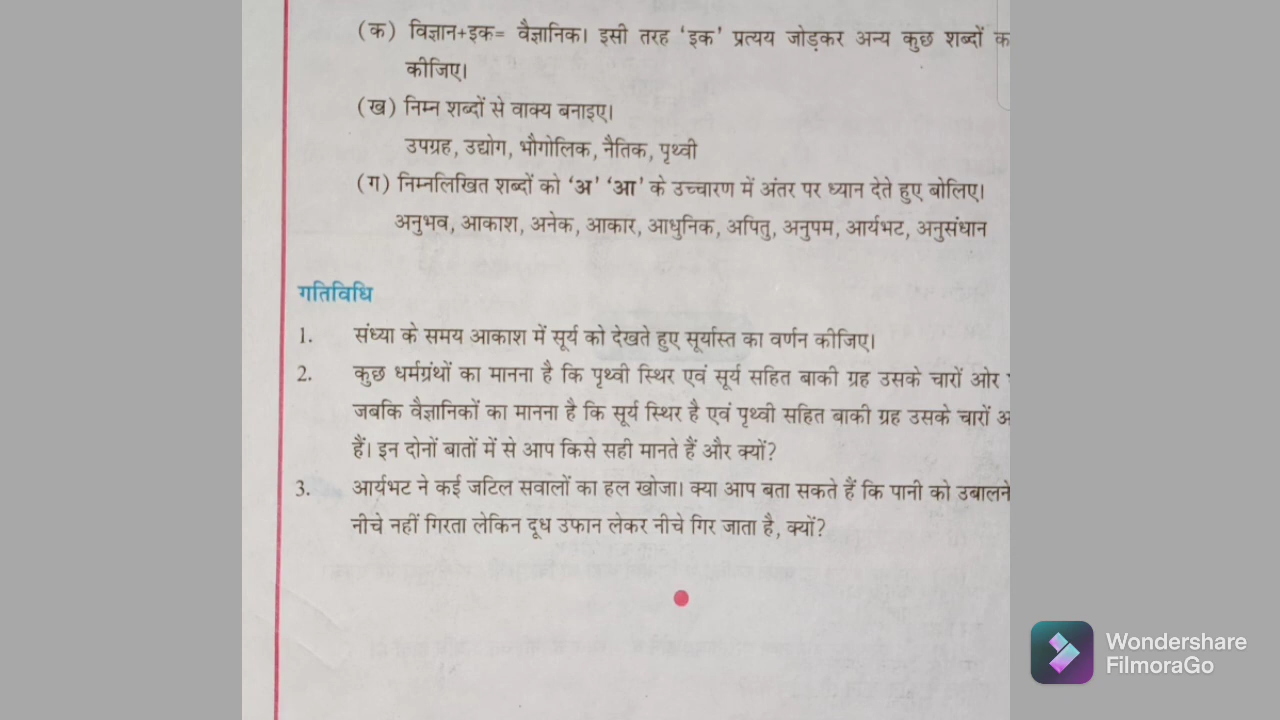 (क) विज्ञान+इक= वैज्ञानिक। इसी तरह ‘इक’ प्रत्यय जोड़कर अन्य कुछ शब्दों
कीजिए।
(ख) निम्न शब्दों से वाक्य बनाइए।
उपग्रह, उद्योग, भौगोलिक, नैतिक, पृथ्वी
(ग) निम्नलिखित शब्दों को ‘अ’ ‘आ’ के उच्चारण में अंतर पर ध्यान देते हुए बोलिए।
अनुभव, आकाश, अनेक, आकार, आधुनिक, अपितु, अनुपम, आर्यभट, अनुसंधान
गतिविधि
1. संध्या के समय आकाश में सूर्य को देखते हुए सूर्यास्त का वर्णन कीजिए।
2. कुछ धर्मग्रंथों का मानना है कि पृथ्वी स्थिर एवं सूर्य सहित बाकी ग्रह उसके चारों ओर
जबकि वैज्ञानिकों का मानना है कि सूर्य स्थिर है एवं पृथ्वी सहित बाकी ग्रह उसके चारों
हैं। इन दोनों बातों में से आप किसे सही मानते हैं और क्यों?
3. आर्यभट ने कई जटिल सवालों का हल खोजा। क्या आप बता सकते हैं कि पानी को उबालने
नीचे नहीं गिरता लेकिन दूध उफान लेकर नीचे गिर जाता है, क्यों?
Wondershare
FilmoraGo